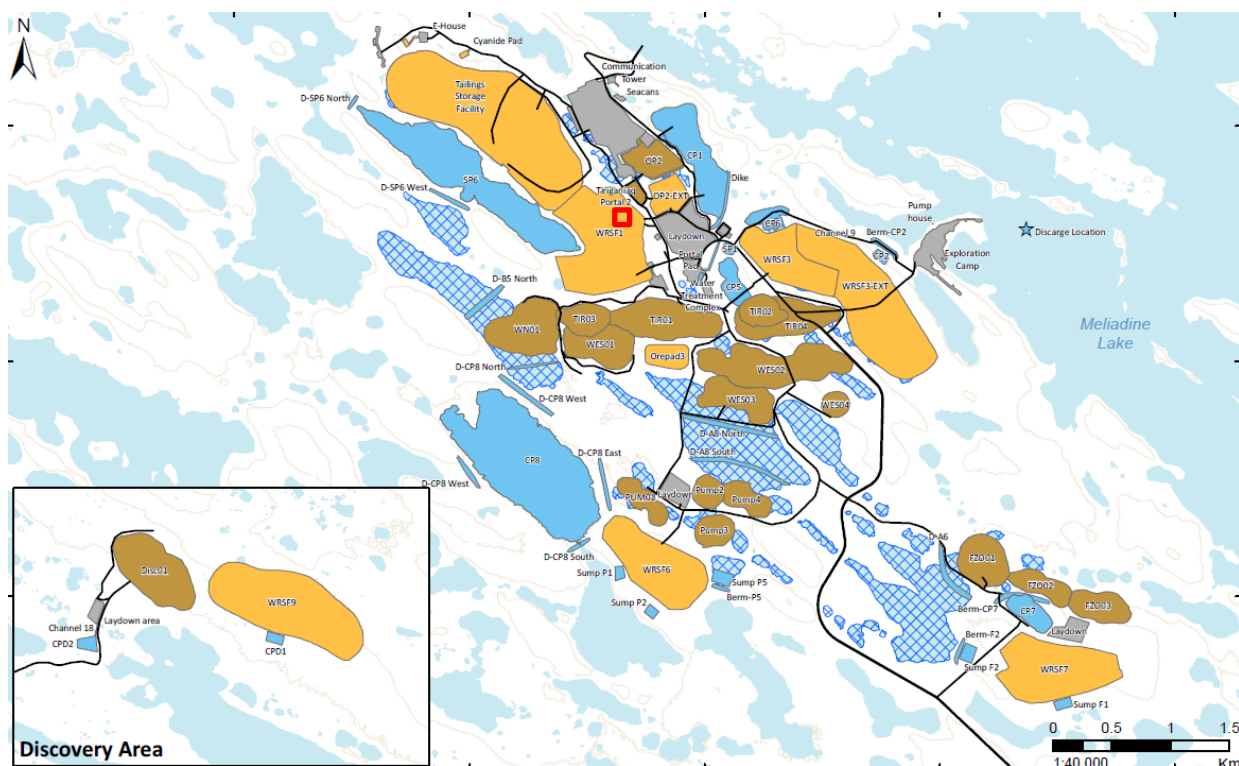 N
E-House
Cyanide Pad
Communication
Tower
Seacans
Tailings
Storage
Facility
D-SP6 North
OP2
CP1
Dike
SP6
D-SP6 West
Tiriganiaq
Portal 2
OP2-EXT
WRSF1
Laydown
Portal
Pad
SP1
CP6
Channel 9
Berm-CP2
CP2
Pump
house
Discarge Location
Exploration
Camp
WRSF3
WRSF3-EXT
CP5
Water
Treatment
Complex
D-B5 North
WN01
TIR03
TIR01
TIR02
TIR04
WES01
Orepad3
WES02
WES03
WES04
Meliadine
Lake
D-CP8 North
D-CP8 West
D-A8 North
D-A8 South
CP8
D-CP8 East
D-CP8 West
PUM01
Laydown
Pump2
Pump4
Pump3
D-CP8 South
Sump P1
WRSF6
Sump P5
Berm-P5
Sump P2
D-A6
FZO01
FZO02
FZO03
Berm-CP7
CP7
Laydown
Berm-F2
Sump F2
WRSF7
Sump F1
Disc01
WRSF9
Laydown area
Channel 18
CPD2
CPD1
Discovery Area
0 0.5 1 1.5
1:40,000 Km